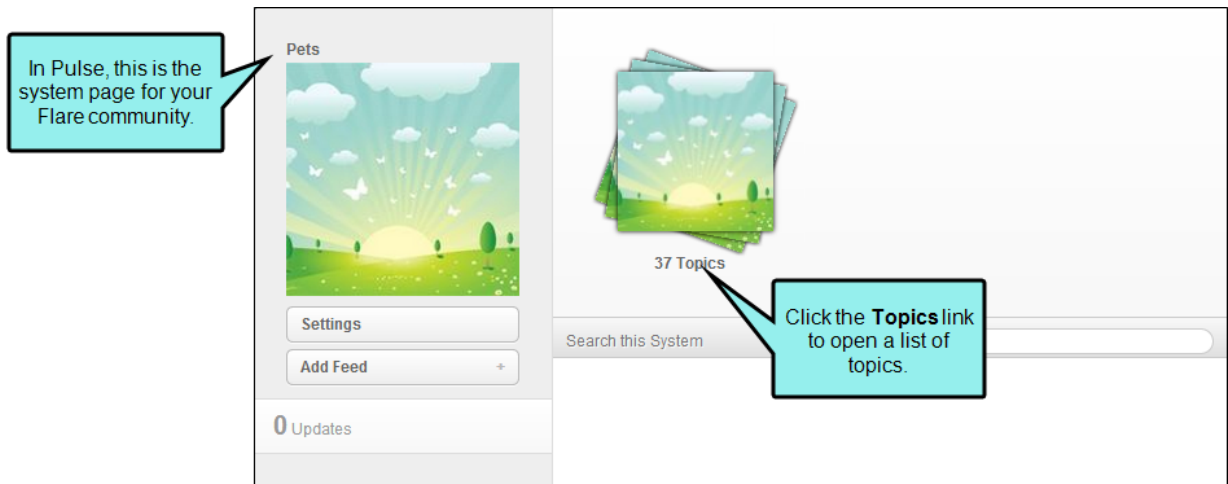 In Pulse, this is the
system page for your
Flare community.
Pets
Settings
Add Feed +
0 Updates
37 Topics
Click the Topics link
to open a list of
topics.
Search this System